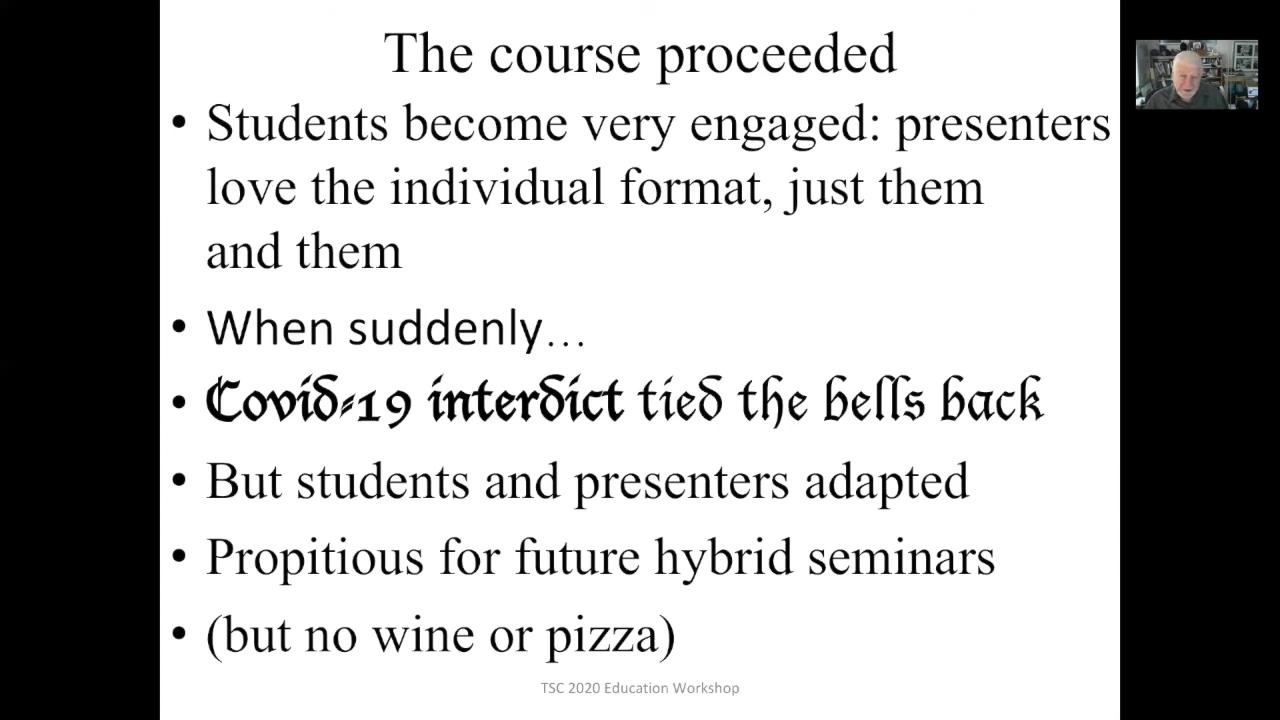 The course proceeded
• Students become very engaged: presenters
love the individual format, just them
and them
• When suddenly…
• Covid-19 interdict tied the bells back
• But students and presenters adapted
• Propitious for future hybrid seminars
• (but no wine or pizza)
TSC 2020 Education Workshop